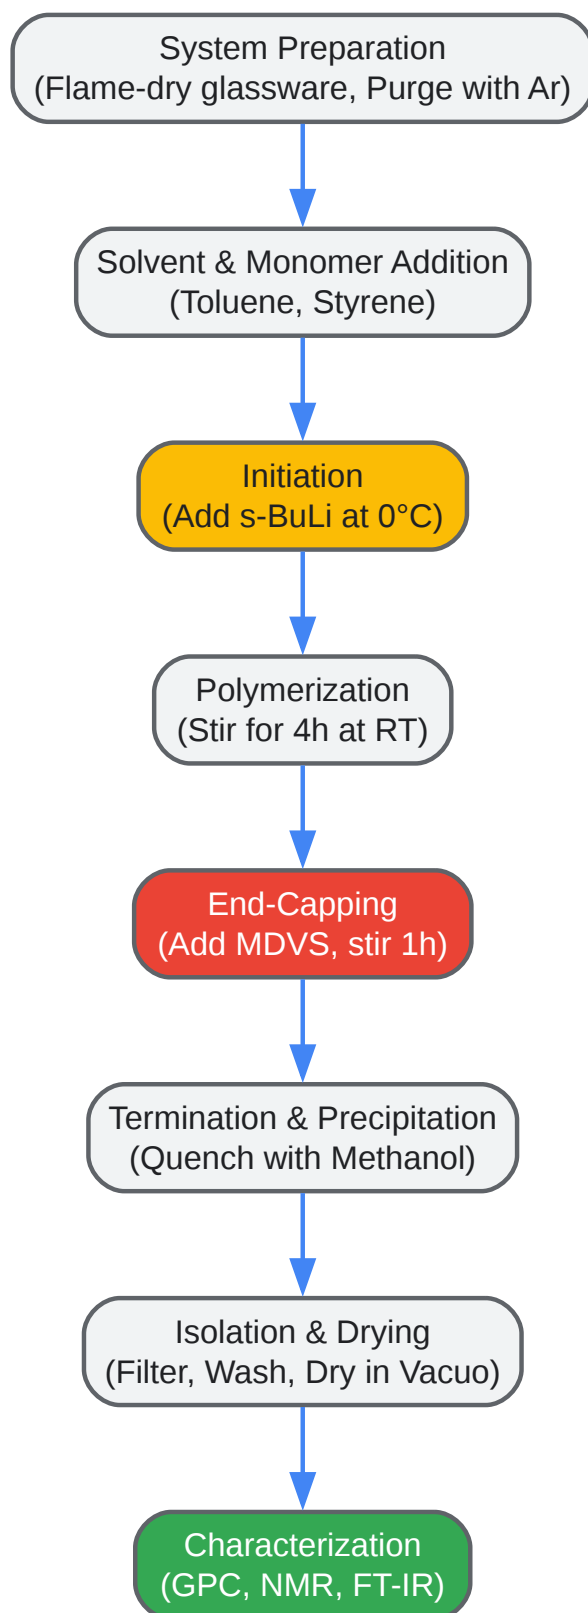 System Preparation
(Flame-dry glassware, Purge with Ar)
Solvent & Monomer Addition
(Toluene, Styrene)
Initiation
(Add s-BuLi at 0°C)
Polymerization
(Stir for 4h at RT)
End-Capping
(Add MDVS, stir 1h)
Termination & Precipitation
(Quench with Methanol)
Isolation & Drying
(Filter, Wash, Dry in Vacuo)
Characterization
(GPC, NMR, FT-IR)